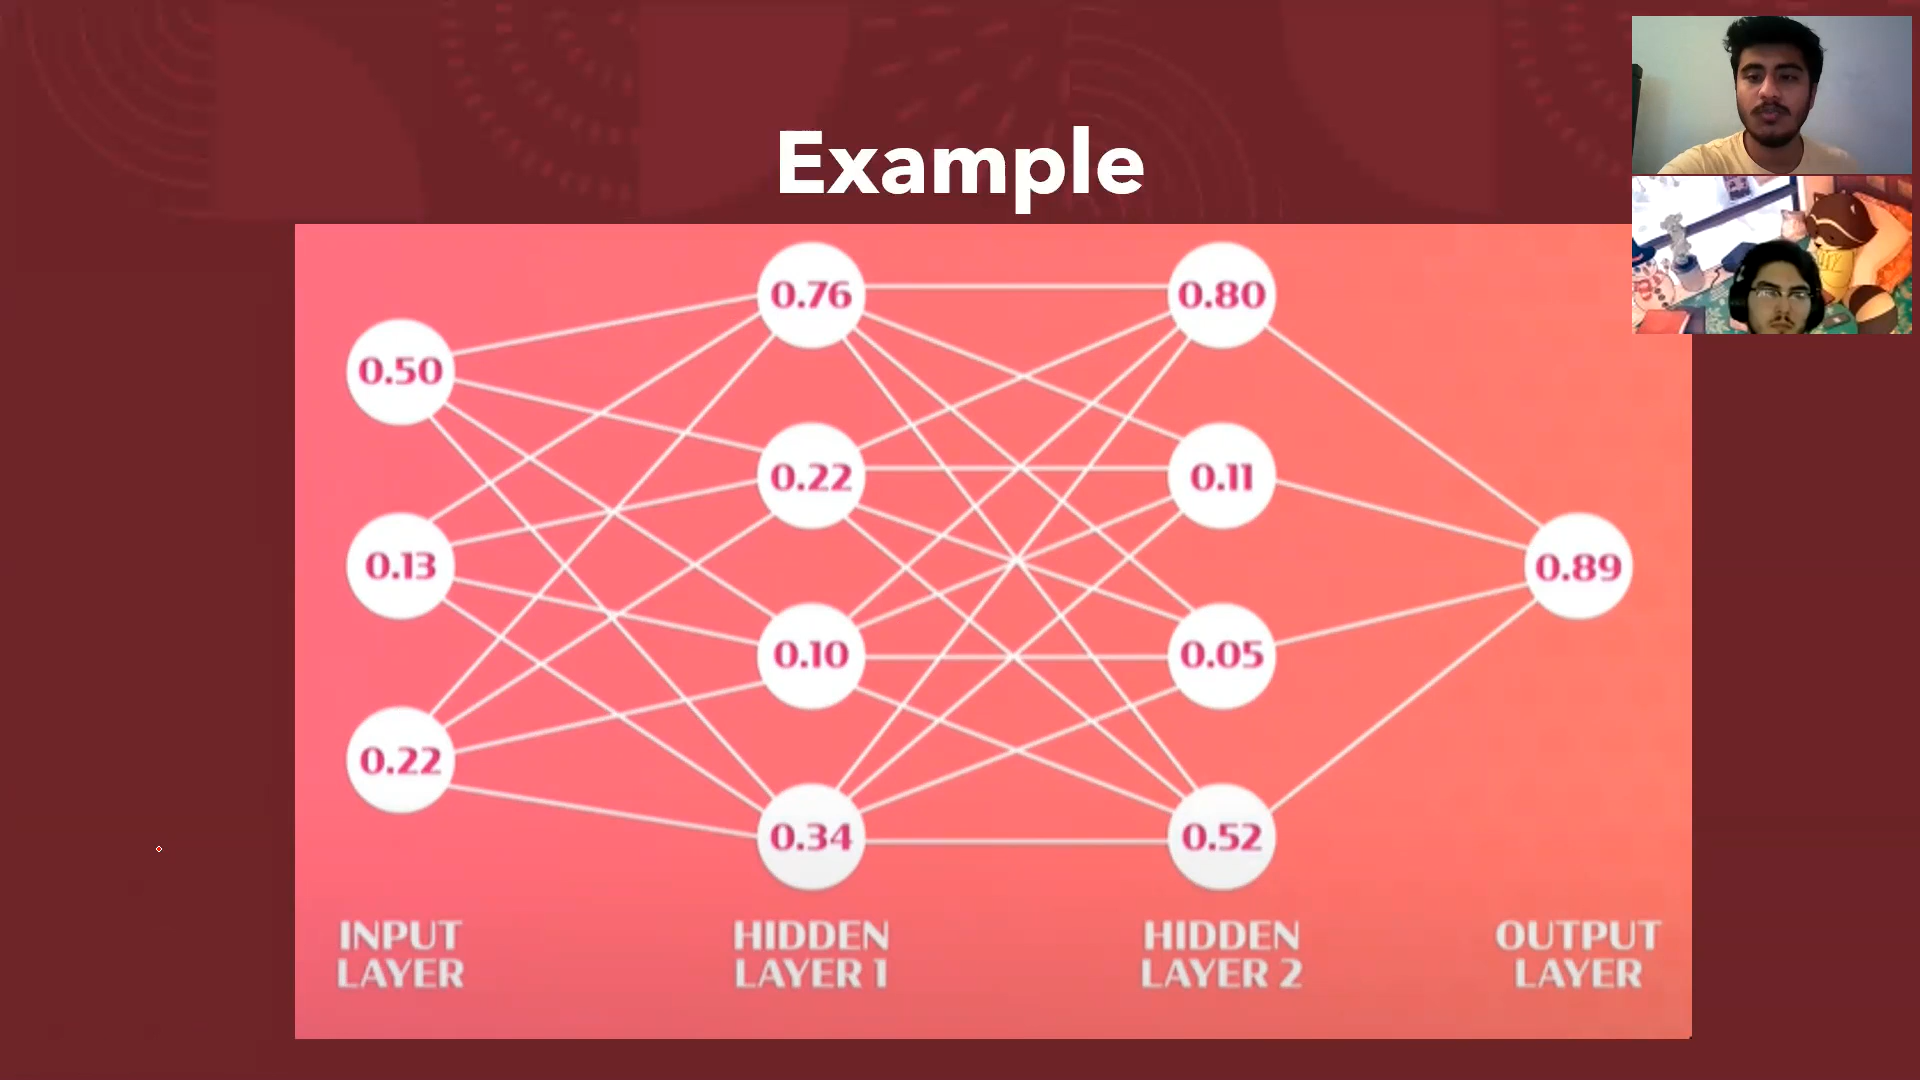 Example
0.50
0.13
0.22
0.76
0.22
0.10
0.34
0.80
0.11
0.05
0.52
0.89
INPUT
LAYER
HIDDEN
LAYER 1
HIDDEN
LAYER 2
OUTPUT
LAYER